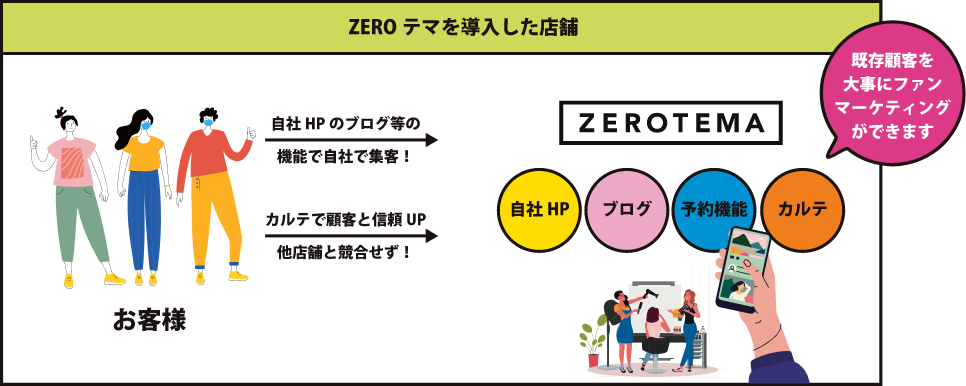 ZERO テマを導入した店舗
既存顧客を
大事にファン
マーケティング
ができます
自社 HP のブログ等の
機能で自社で集客！
カルテで顧客と信頼 UP
他店舗と競合せず！
お客様
ZEROTEMA
自社 HP
ブログ
予約機能
カルテ